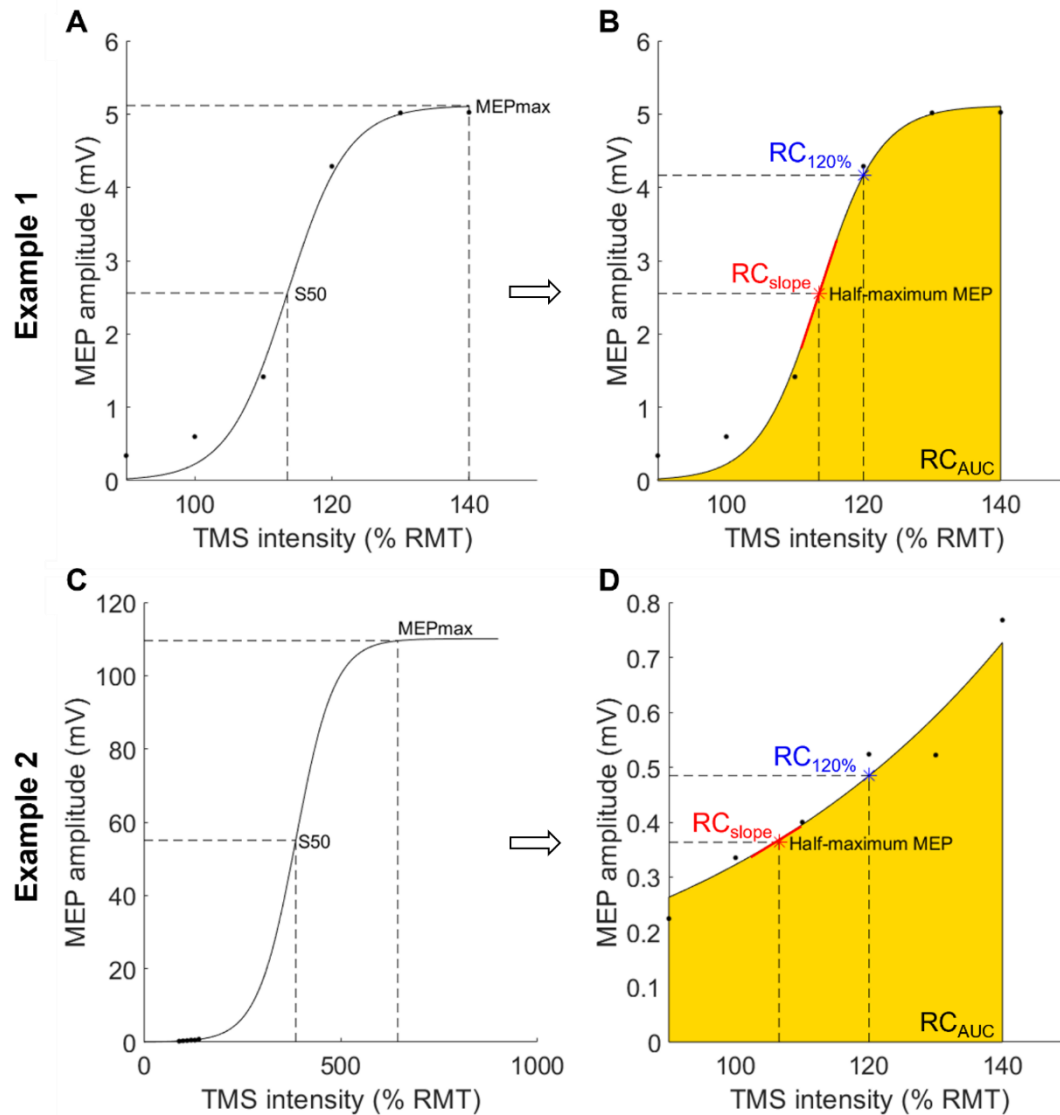 A
B
Example 1
MEP amplitude (mV)
6
5
4
3
2
1
0
MEPmax
S50
100
120
140
TMS intensity (% RMT)
MEP amplitude (mV)
6
5
4
3
2
1
0
RC120%
RCslope
Half-maximum MEP
RCAUC
100
120
140
TMS intensity (% RMT)
C
D
Example 2
MEP amplitude (mV)
120
100
80
60
40
20
0
MEPmax
S50
0
500
1000
TMS intensity (% RMT)
MEP amplitude (mV)
0.8
0.7
0.6
0.5
0.4
0.3
0.2
0.1
0
RC120%
RCslope
Half-maximum MEP
RCAUC
100
120
140
TMS intensity (% RMT)